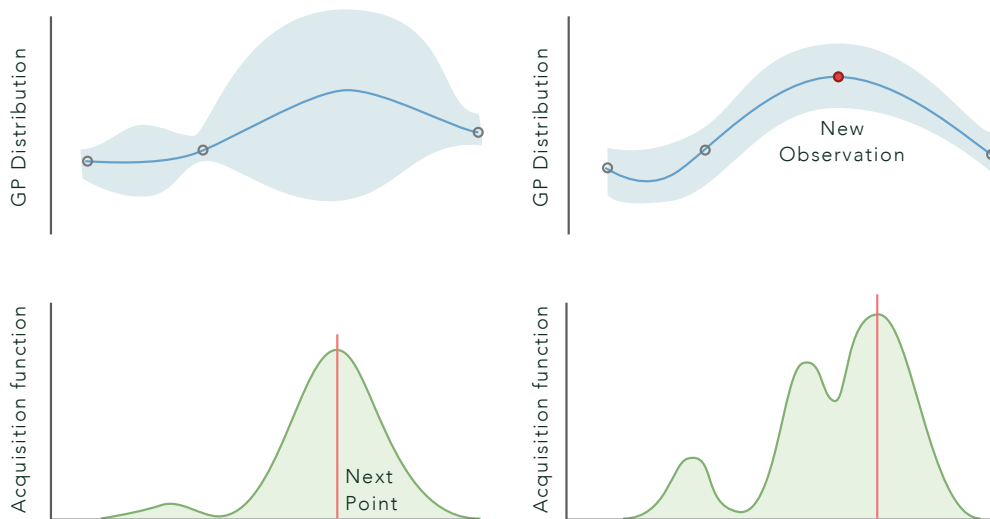 GP Distribution
GP Distribution
New
Observation
Acquisition function
Next
Point
Acquisition function